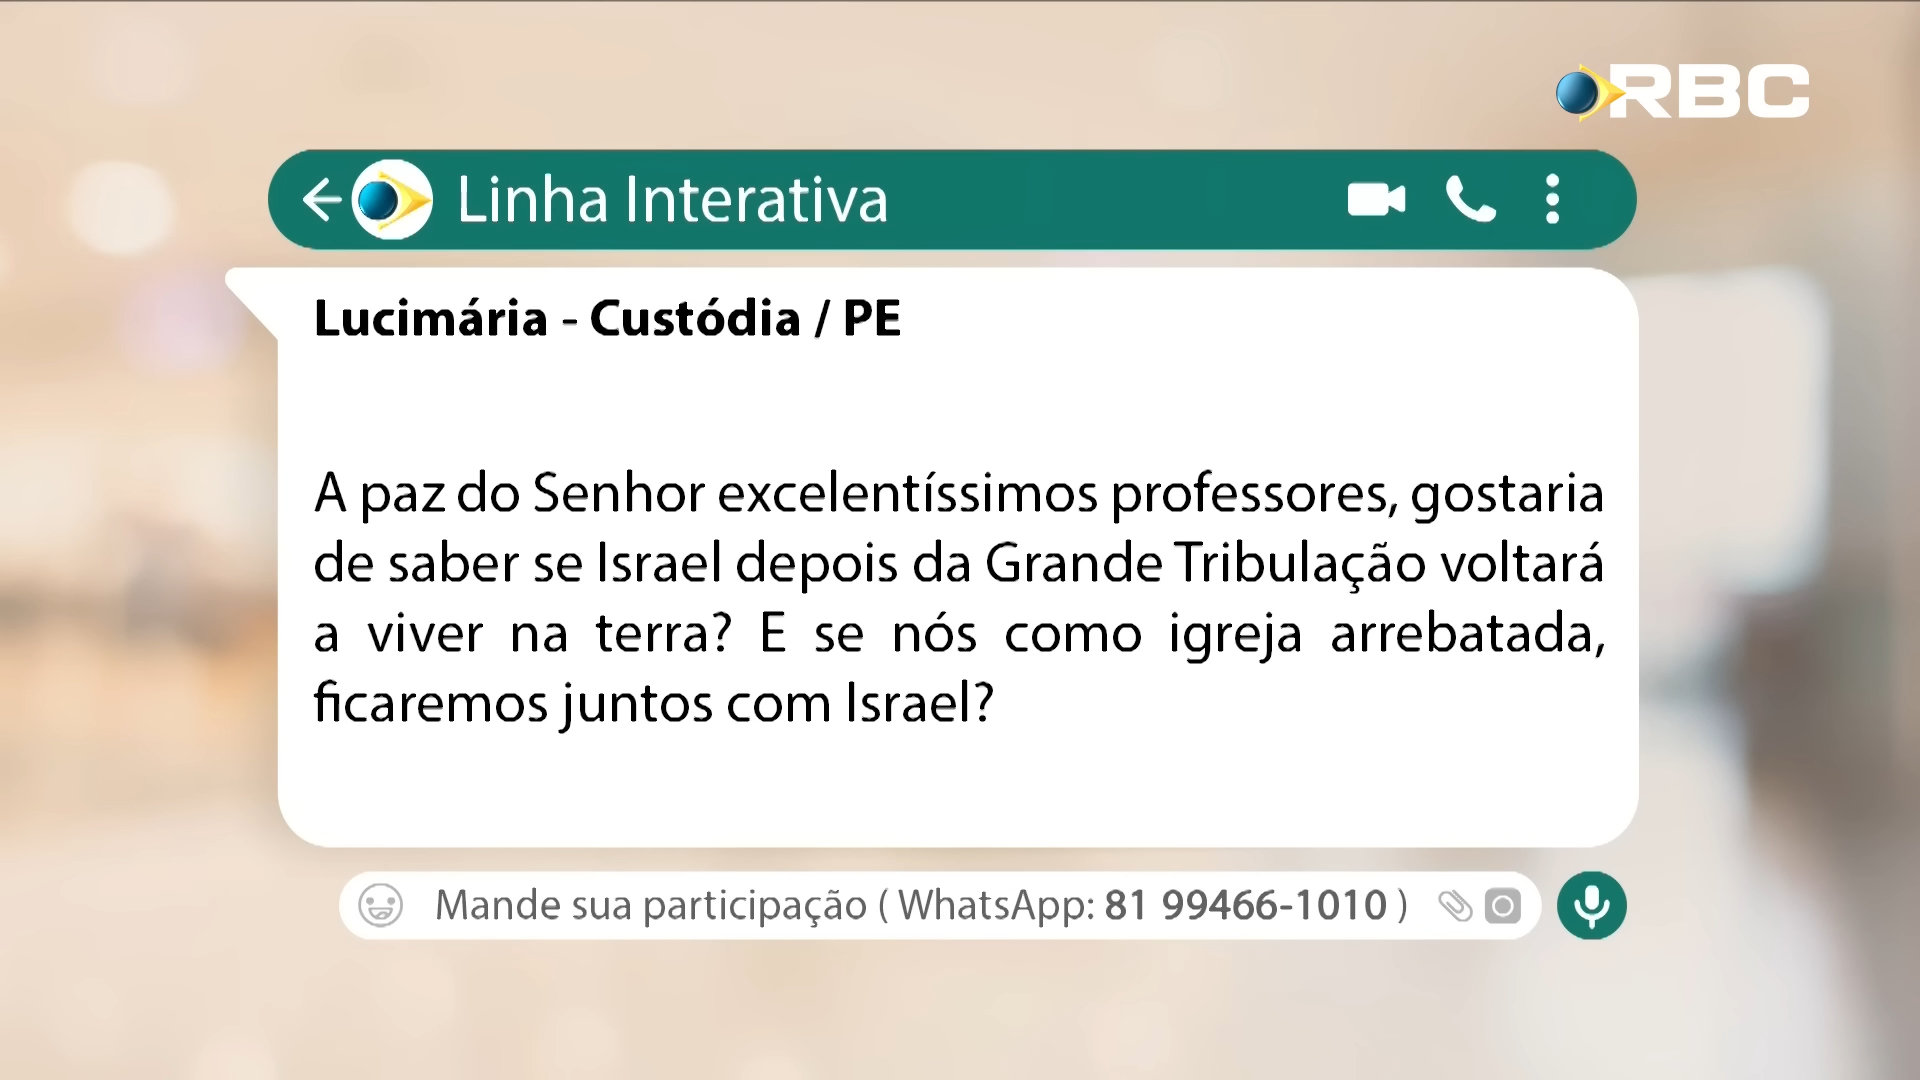 RBC
Linha Interativa
Lucimária - Custódia / PE
A paz do Senhor excelentíssimos professores, gostaria
de saber se Israel depois da Grande Tribulação voltará
a viver na terra? E se nós como igreja arrebatada,
ficaremos juntos com Israel?
Mande sua participação ( WhatsApp: 81 99466-1010 )